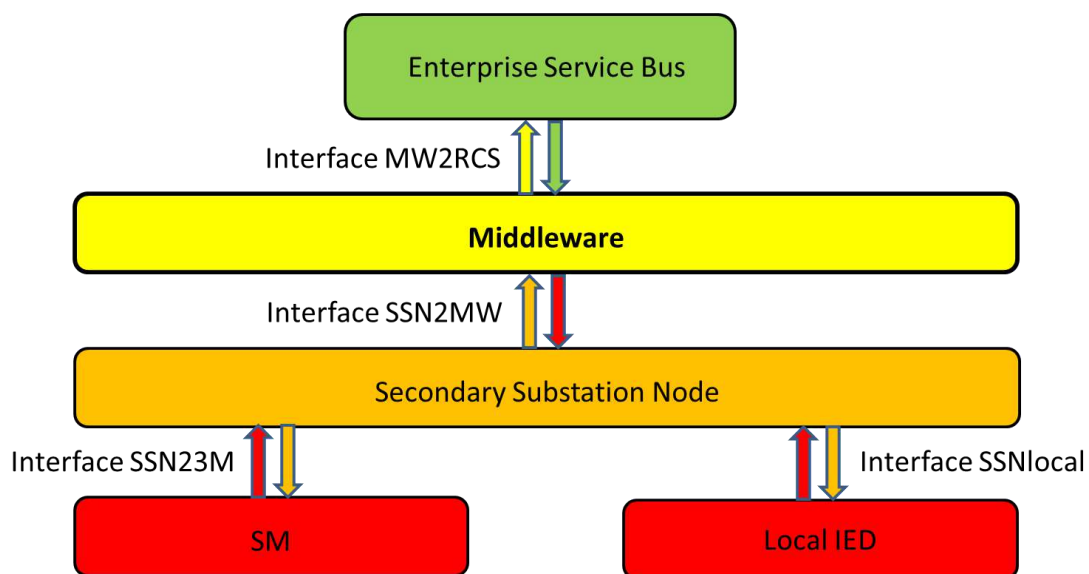 Enterprise Service Bus
Interface MW2RCS
Middleware
Interface SSN2MW
Secondary Substation Node
Interface SSN23M
Interface SSNlocal
SM
Local IED